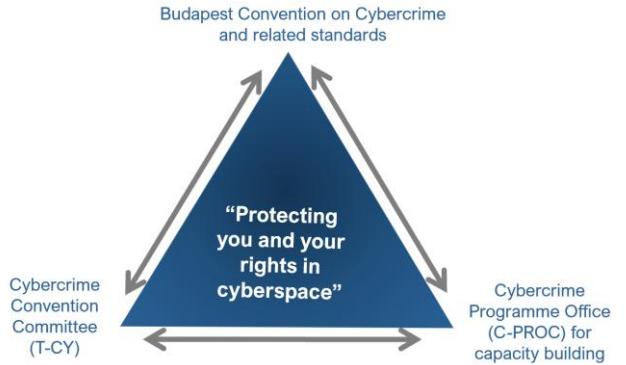 Budapest Convention on Cybercrime
and related standards
“Protecting
you and your
rights in
cyberspace”
Cybercrime
Convention
Committee
(T-CY)
Cybercrime
Programme Office
(C-PROC) for
capacity building